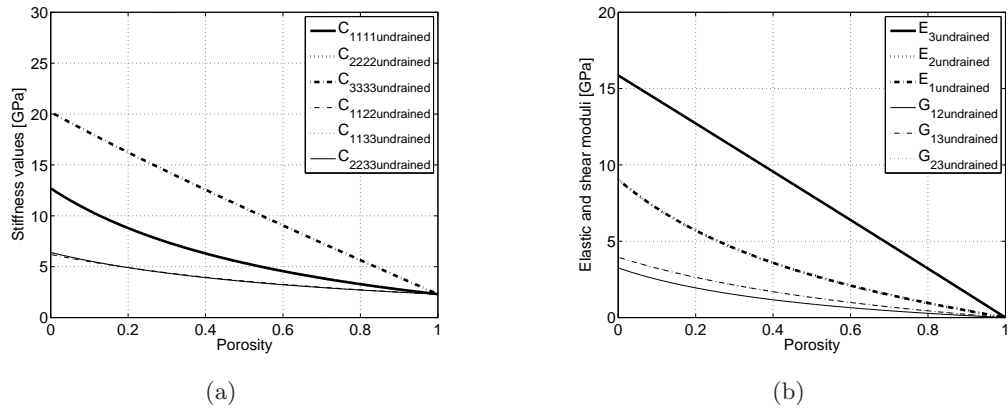 30
25
20
15
10
5
0
0
0.2
0.4
0.6
0.8
1
Stiffness values [GPa]
Porosity
C1111undrained
C2222undrained
C3333undrained
C1122undrained
C1133undrained
C2233undrained
(a)
20
15
10
5
0
0
0.2
0.4
0.6
0.8
1
Elastic and shear moduli [GPa]
Porosity
E3undrained
E2undrained
E1undrained
G12undrained
G13undrained
G23undrained
(b)